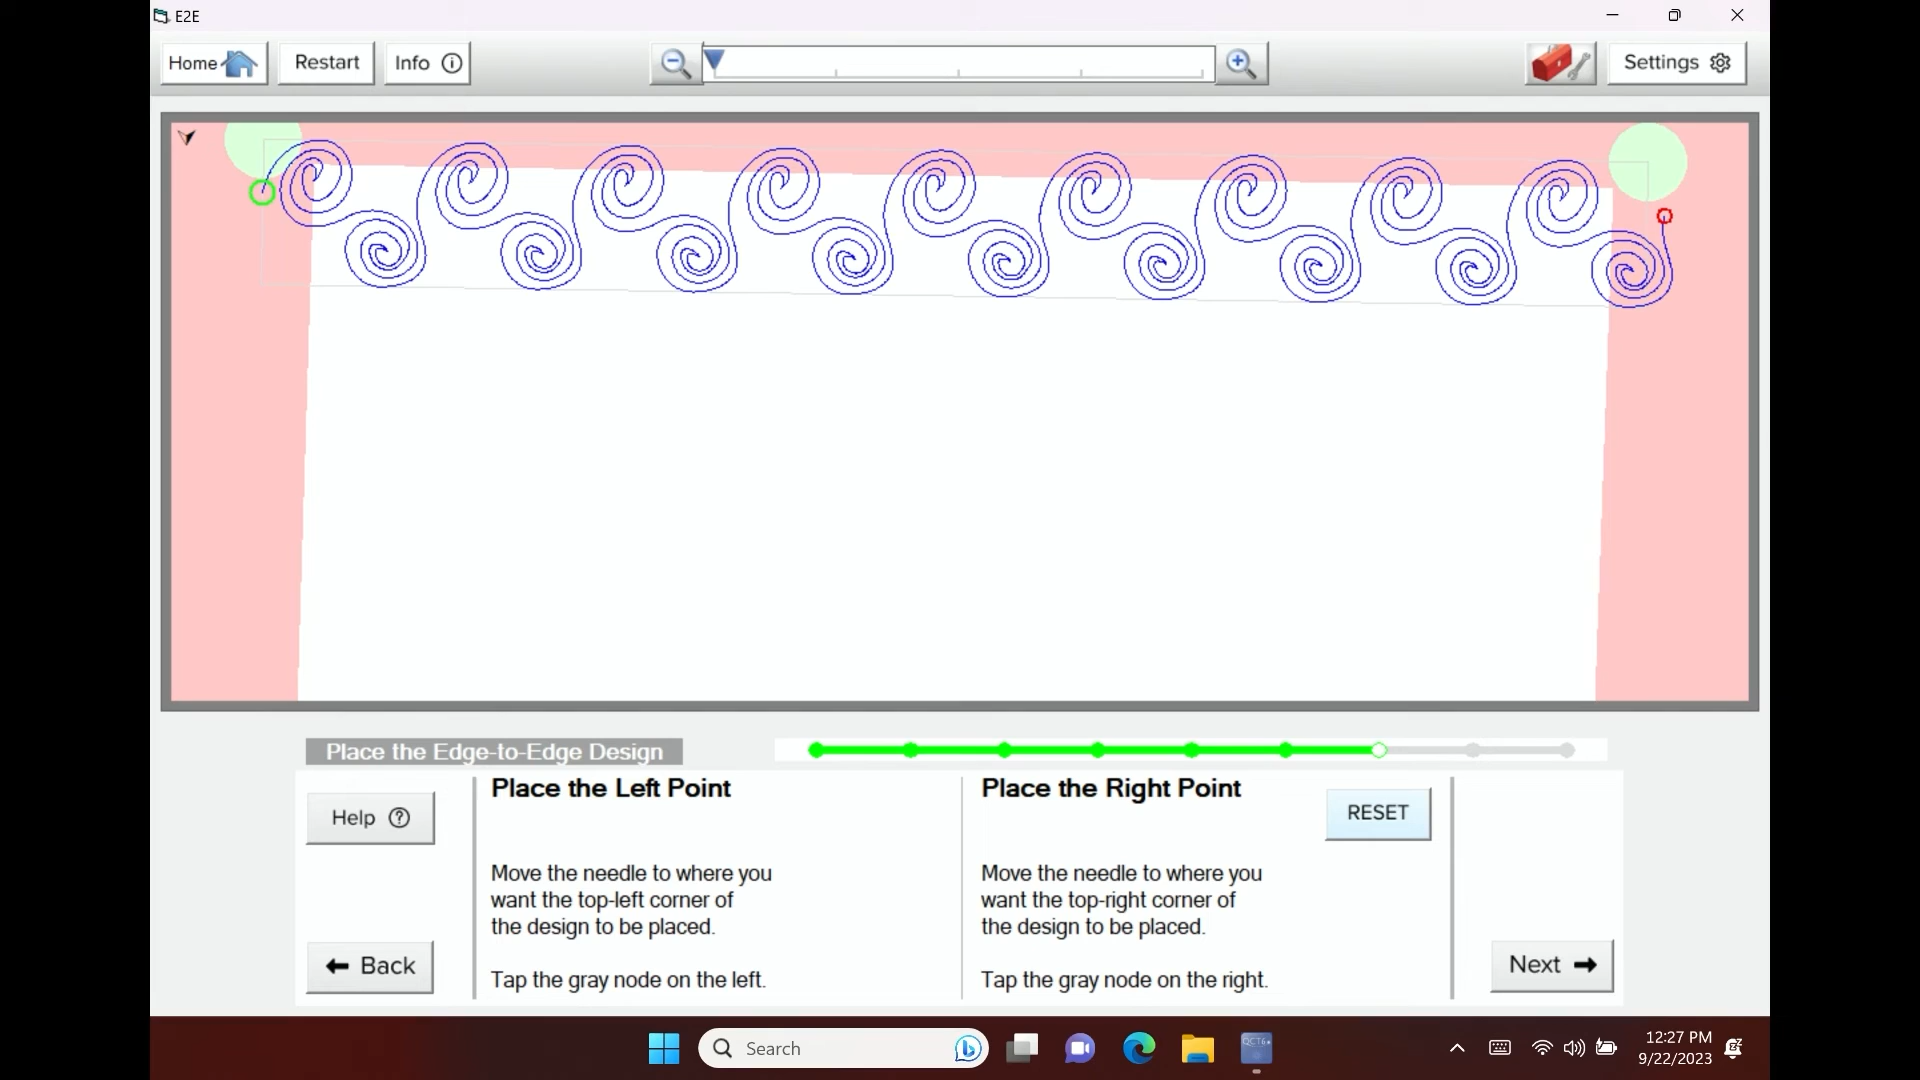 E2E
Home
Restart
Info
Settings
Place the Edge-to-Edge Design
Help
Back
Place the Left Point
Move the needle to where you
want the top-left corner of
the design to be placed.
Tap the gray node on the left.
Place the Right Point
RESET
Move the needle to where you
want the top-right corner of
the design to be placed.
Tap the gray node on the right.
Next
Search
QCT6
12:27 PM
9/22/2023